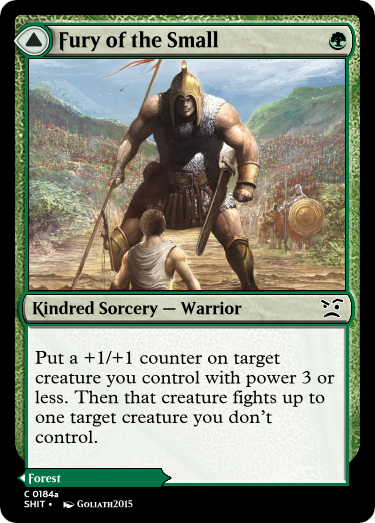 Fury of the Small
Kindred Sorcery — Warrior
Put a +1/+1 counter on target
creature you control with power 3 or
less. Then that creature fights up to
one target creature you don't
control.
Forest
C 0184a
SHIT • Goliath2015